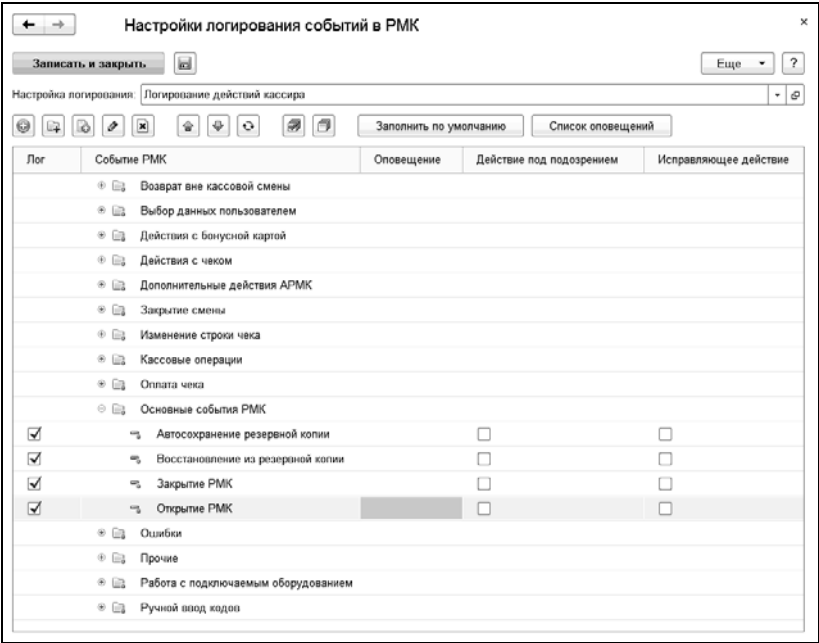 Настройки логирования событий в РМК
Записать и закрыть Еще ?
Настройка логирования: Логирование действий кассира
Заполнить по умолчанию Список оповещений
Лог Событие РМК Оповещение Действие под подозрением Исправляющее действие
Возврат вне кассовой смены
Выбор данных пользователем
Действия с бонусной картой
Действия с чеком
Дополнительные действия АРМК
Закрытие смены
Изменение строки чека
Кассовые операции
Оплата чека
Основные события РМК
Автосохранение резервной копии
Восстановление из резервной копии
Закрытие РМК
Открытие РМК
Ошибки
Прочие
Работа с подключаемым оборудованием
Ручной ввод кодов